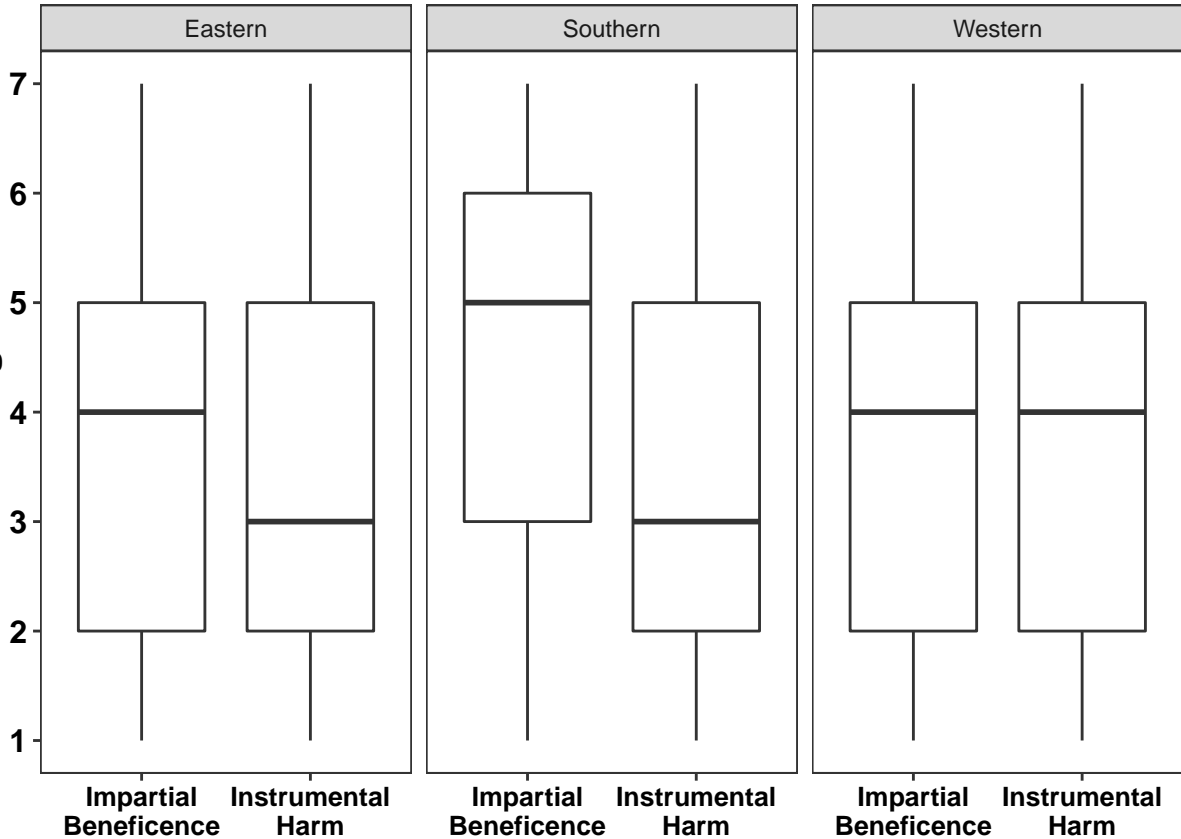 Eastern Southern Western
7
6
5
4
3
2
1
Impartial Instrumental Impartial Instrumental Impartial Instrumental
Beneficence Harm Beneficence Harm Beneficence Harm